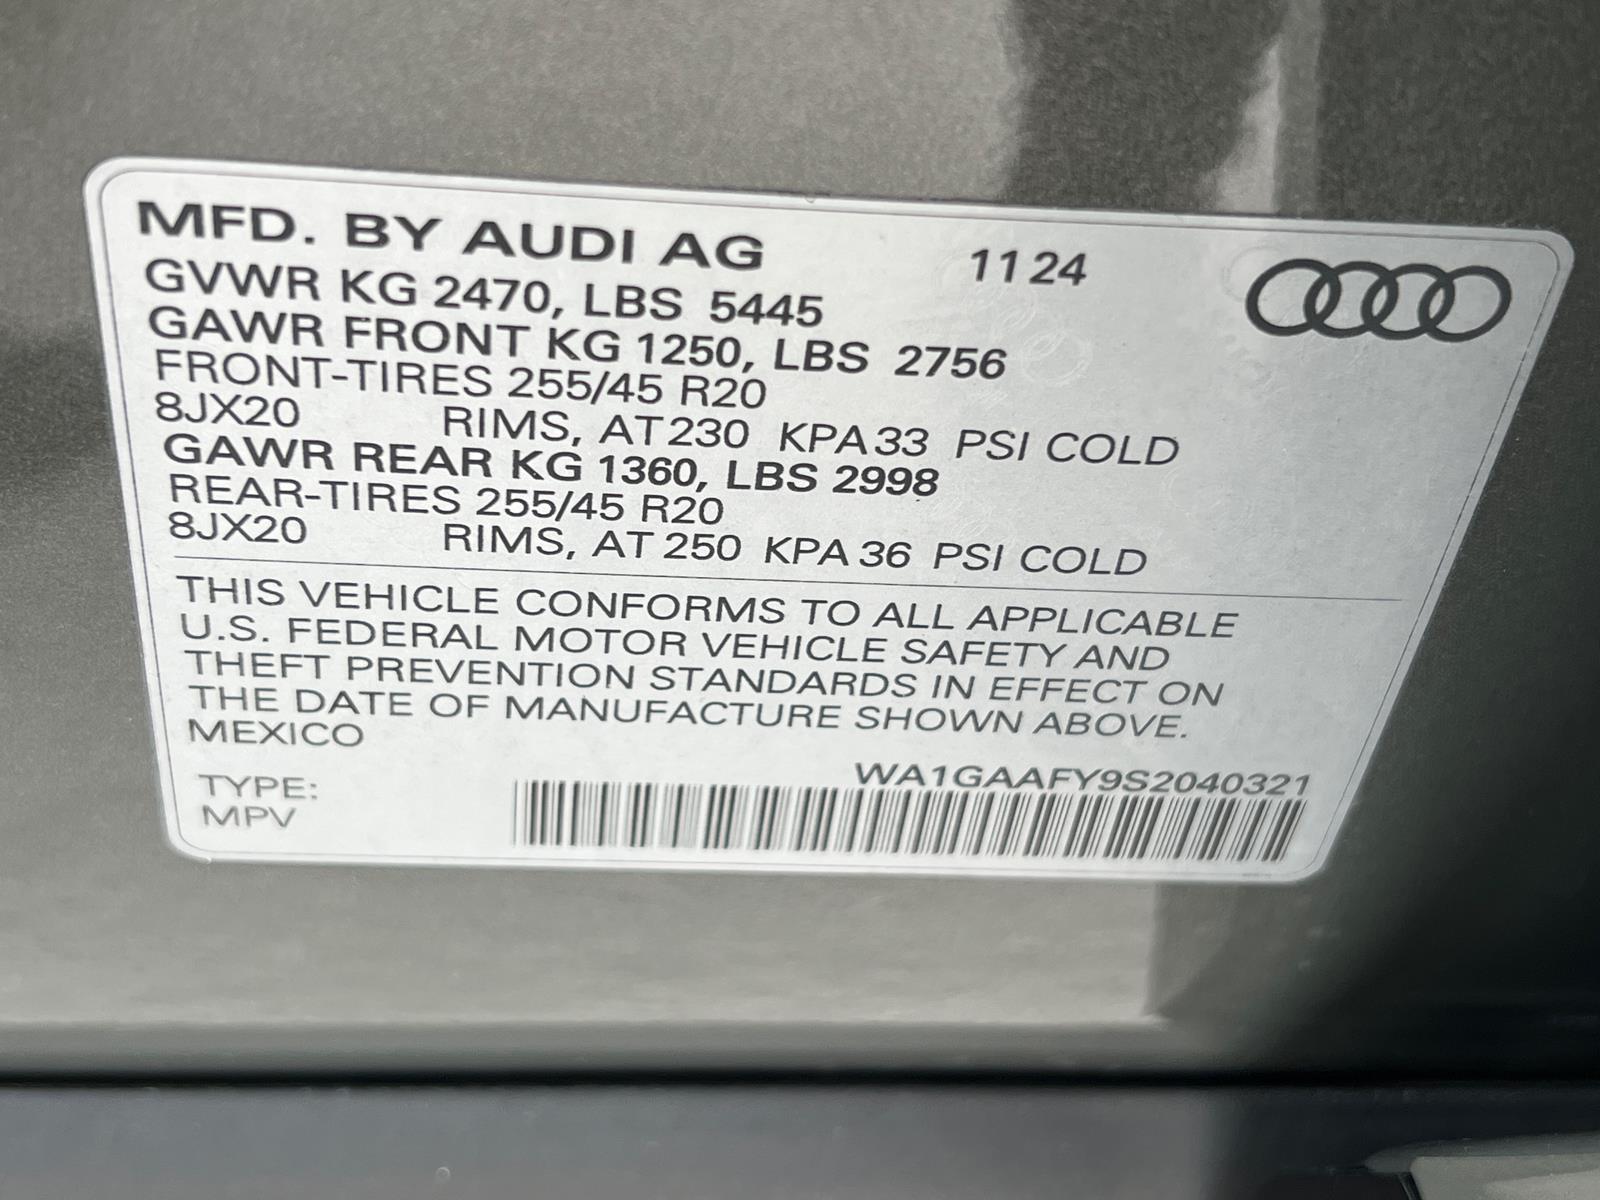 MFD. BY AUDI AG 11 24
GVWR KG 2470, LBS 5445
GAWR FRONT KG 1250, LBS 2756
FRONT-TIRES 255/45 R20
8JX20 RIMS, AT 230 KPA 33 PSI COLD
GAWR REAR KG 1360, LBS 2998
REAR-TIRES 255/45 R20
8JX20 RIMS, AT 250 KPA 36 PSI COLD
THIS VEHICLE CONFORMS TO ALL APPLICABLE
U.S. FEDERAL MOTOR VEHICLE SAFETY AND
THEFT PREVENTION STANDARDS IN EFFECT ON
THE DATE OF MANUFACTURE SHOWN ABOVE.
MEXICO
WA1GAAFY9S2040321
TYPE:
MPV